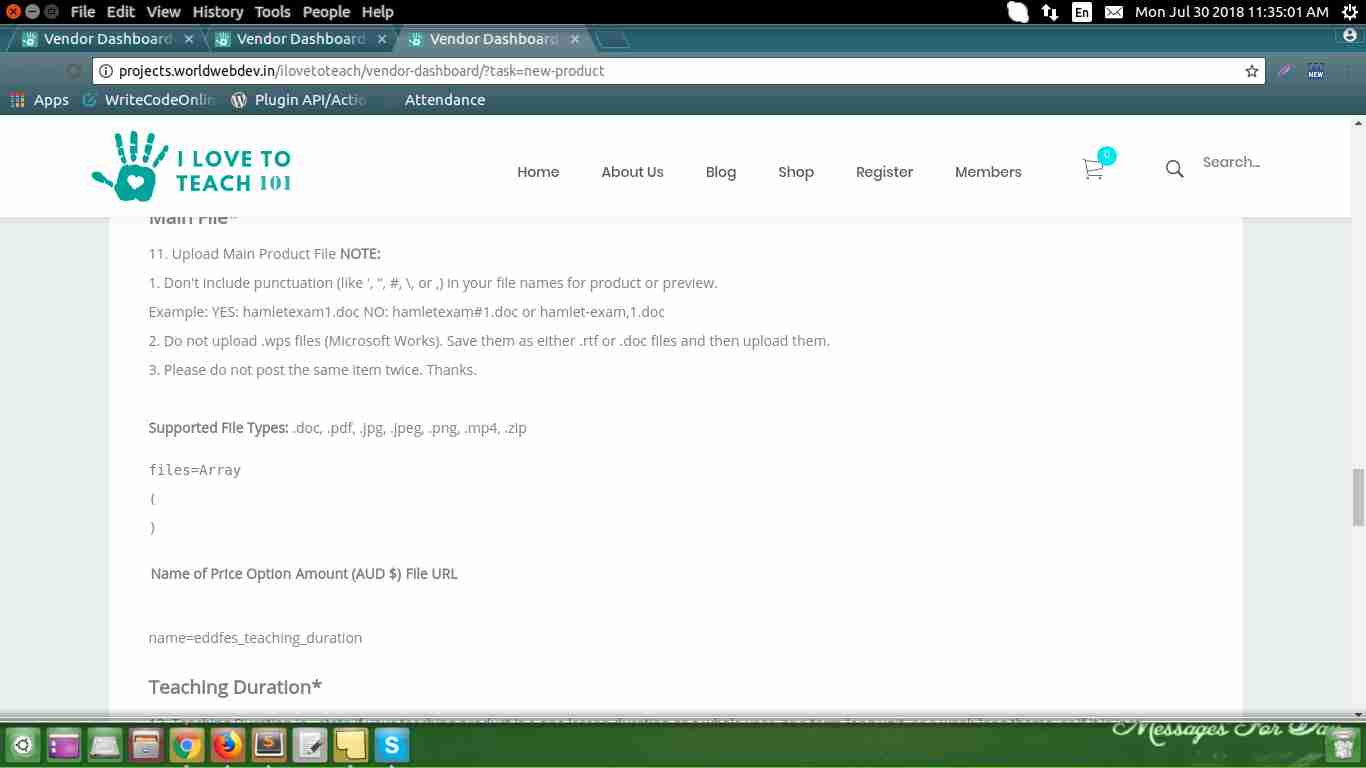 File Edit View History Tools People Help
En
Mon Jul 30 2018 11:35:01 AM
Vendor Dashboard
Vendor Dashboard
Vendor Dashboard
projects.worldwebdev.in/ilovetoteach/vendor-dashboard/?task=new-product
NEW
Apps WriteCodeOnlin Plugin API/Actio Attendance
I LOVE TO
TEACH 101
Home About Us Blog Shop Register Members
0
Search...
Main File*
11. Upload Main Product File NOTE:
1. Don't include punctuation (like ', ", #, \, or ,) in your file names for product or preview.
Example: YES: hamletexam1.doc NO: hamletexam#1.doc or hamlet-exam,1.doc
2. Do not upload .wps files (Microsoft Works). Save them as either .rtf or .doc files and then upload them.
3. Please do not post the same item twice. Thanks.
Supported File Types: .doc, .pdf, .jpg, .jpeg, .png, .mp4, .zip
files=Array
(
)
Name of Price Option Amount (AUD $) File URL
name=eddfes_teaching_duration
Teaching Duration*
Messages For Day